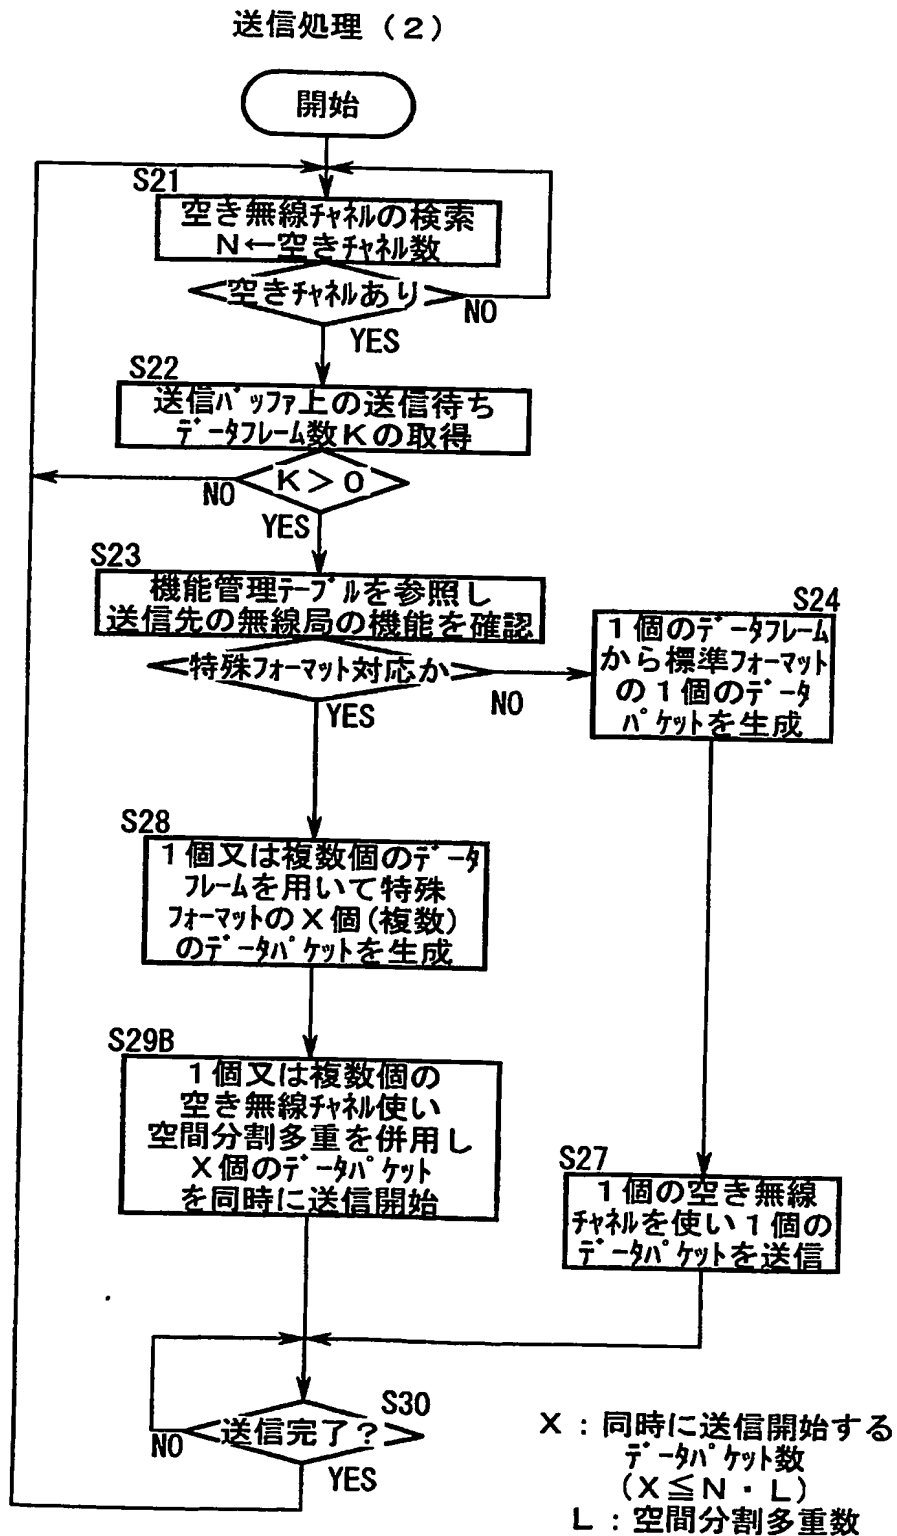 送信処理（２）
開始
S21
空き無線ﾁｬﾈﾙの検索
Ｎ←空きﾁｬﾈﾙ数
空きﾁｬﾈﾙあり
NO
YES
S22
送信ﾊﾞｯﾌｧ上の送信待ち
ﾃﾞｰﾀﾌﾚｰﾑ数Ｋの取得
Ｋ＞０
NO
YES
S23
機能管理ﾃｰﾌﾞﾙを参照し
送信先の無線局の機能を確認
特殊ﾌｫｰﾏｯﾄ対応か
NO
YES
S24
１個のﾃﾞｰﾀﾌﾚｰﾑ
から標準ﾌｫｰﾏｯﾄ
の１個のﾃﾞｰﾀ
ﾊﾟｹｯﾄを生成
S28
１個又は複数個のﾃﾞｰﾀ
ﾌﾚｰﾑを用いて特殊
ﾌｫｰﾏｯﾄのＸ個(複数)
のﾃﾞｰﾀﾊﾟｹｯﾄを生成
S29B
１個又は複数個の
空き無線ﾁｬﾈﾙ使い
空間分割多重を併用し
Ｘ個のﾃﾞｰﾀﾊﾟｹｯﾄ
を同時に送信開始
S27
１個の空き無線
ﾁｬﾈﾙを使い１個の
ﾃﾞｰﾀﾊﾟｹｯﾄを送信
S30
送信完了？
NO
YES
Ｘ：同時に送信開始する
ﾃﾞｰﾀﾊﾟｹｯﾄ数
（Ｘ≦Ｎ・Ｌ）
Ｌ：空間分割多重数